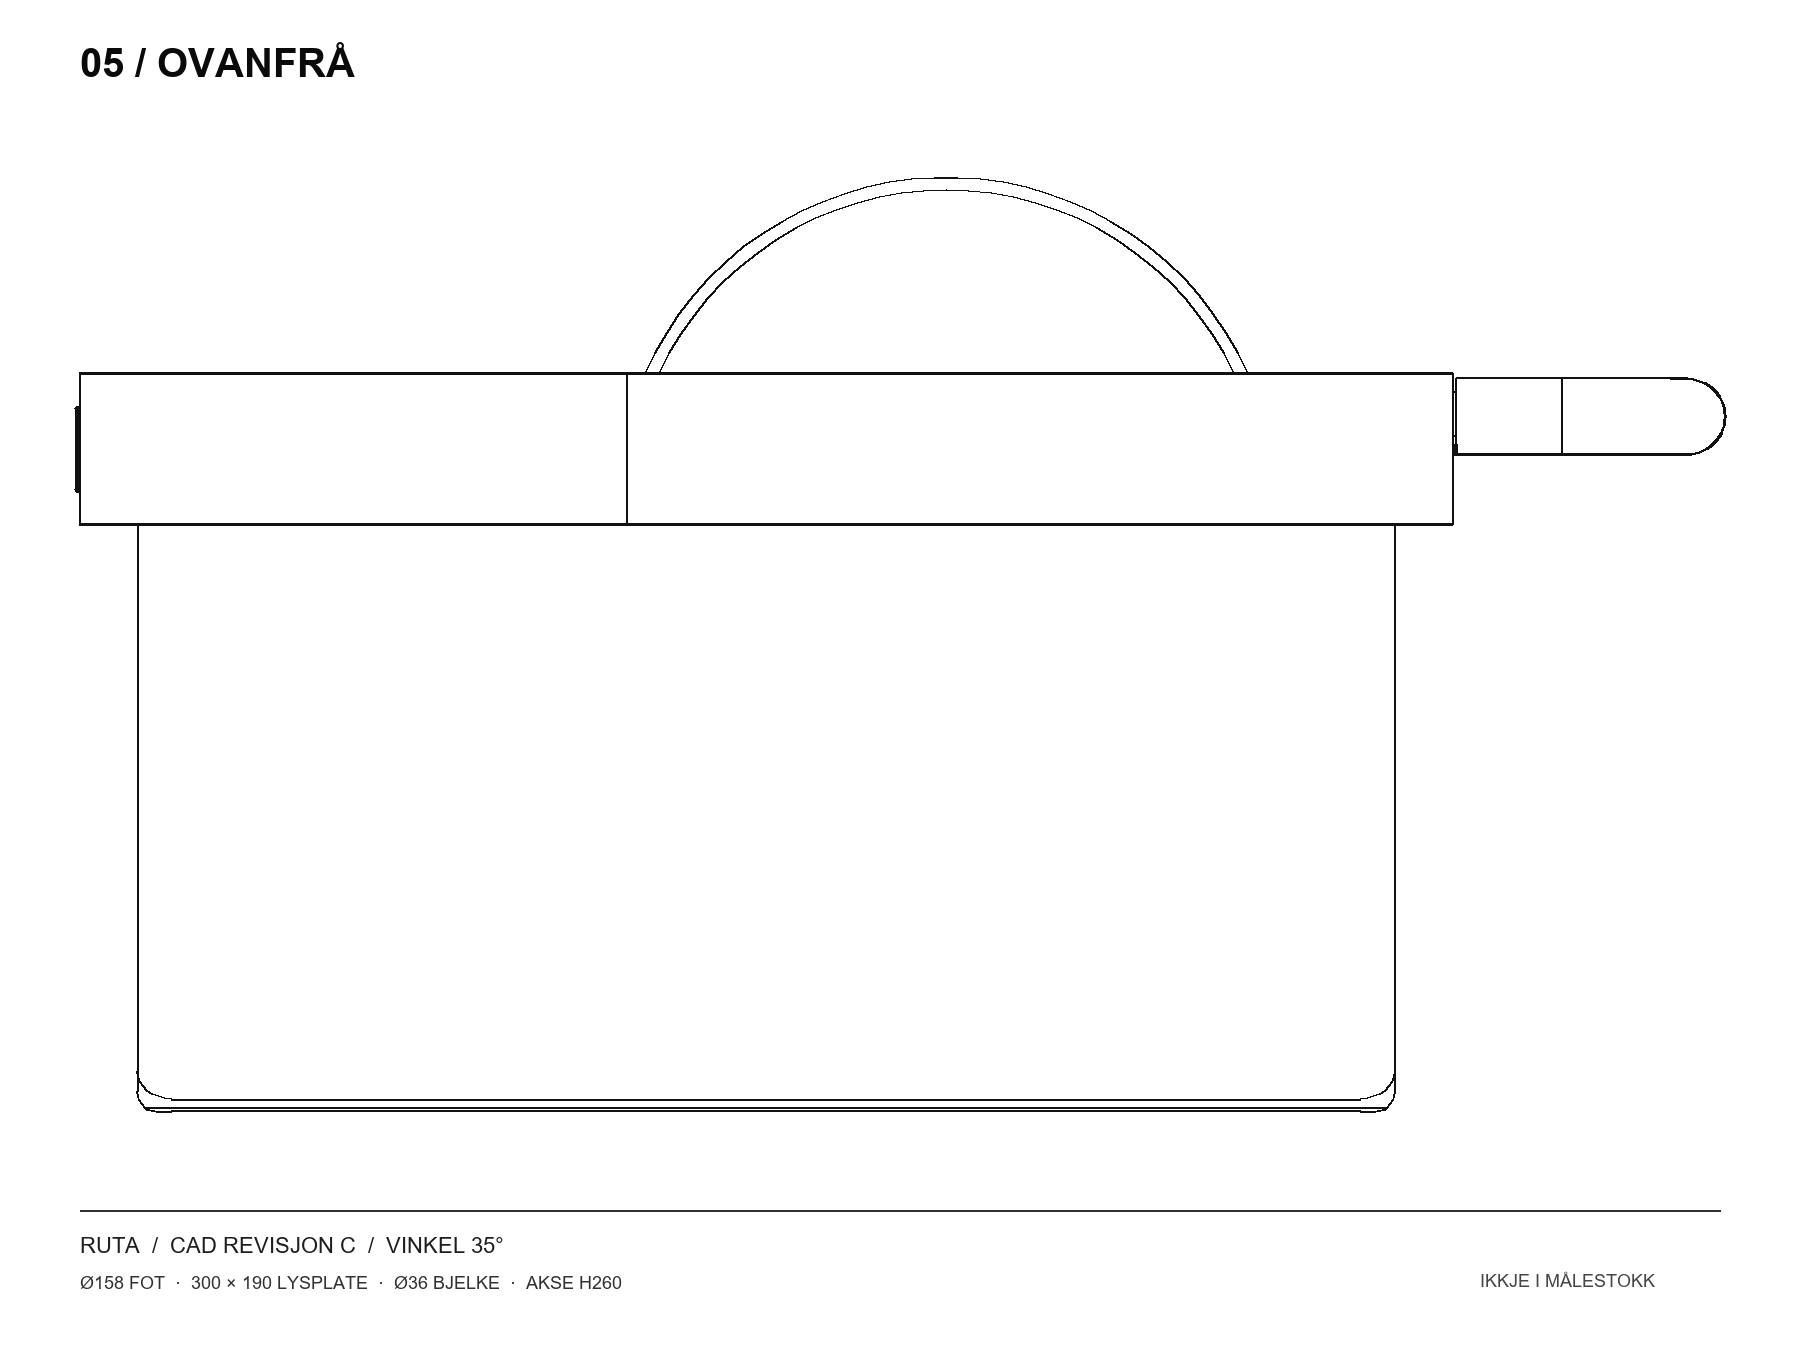 05 / OVANFRÅ
RUTA / CAD REVISJON C / VINKEL 35°
Ø158 FOT · 300 × 190 LYSPLATE · Ø36 BJELKE · AKSE H260
IKKJE I MÅLESTOKK